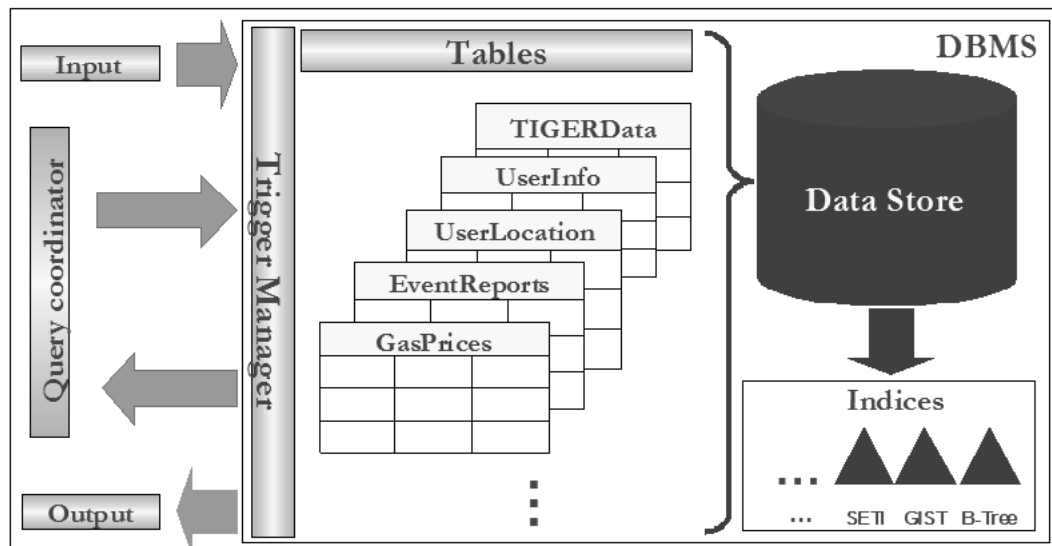 Input
Query coordinator
Output
Trigger Manager
Tables
TIGERData
UserInfo
UserLocation
EventReports
GasPrices
DBMS
Data Store
Indices
...
... SETI GIST B-Tree